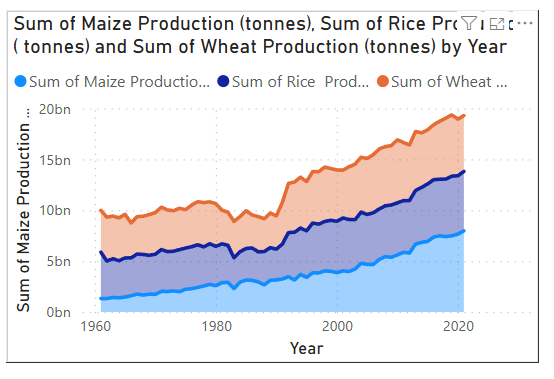 Sum of Maize Production (tonnes), Sum of Rice
( tonnes) and Sum of Wheat Production (tonnes) by Year
Sum of Maize Productio... Sum of Rice Prod... Sum of Wheat ...
Sum of Maize Production ...
20bn
15bn
10bn
5bn
0bn
1960 1980 2000 2020
Year